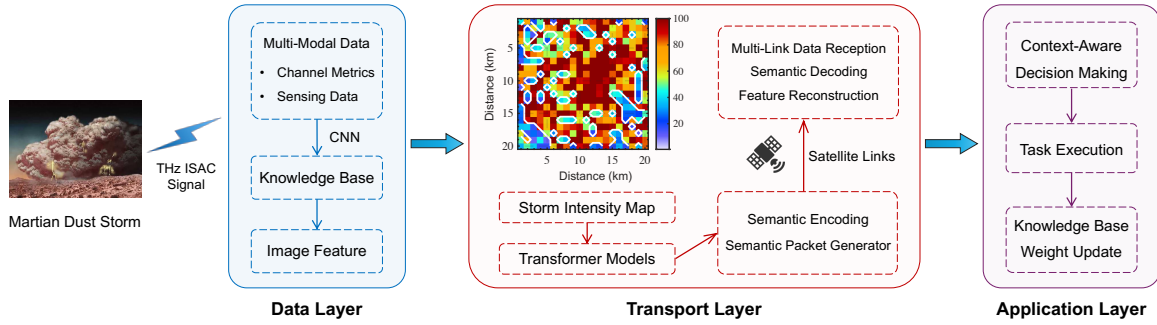 Martian Dust Storm
THz ISAC
Signal
Multi-Modal Data
• Channel Metrics
• Sensing Data
CNN
Knowledge Base
Image Feature
Data Layer
Distance (km)
5
10
15
20
5
10
15
20
Distance (km)
100
80
60
40
20
Storm Intensity Map
Transformer Models
Multi-Link Data Reception
Semantic Decoding
Feature Reconstruction
Satellite Links
Semantic Encoding
Semantic Packet Generator
Transport Layer
Context-Aware
Decision Making
Task Execution
Knowledge Base
Weight Update
Application Layer